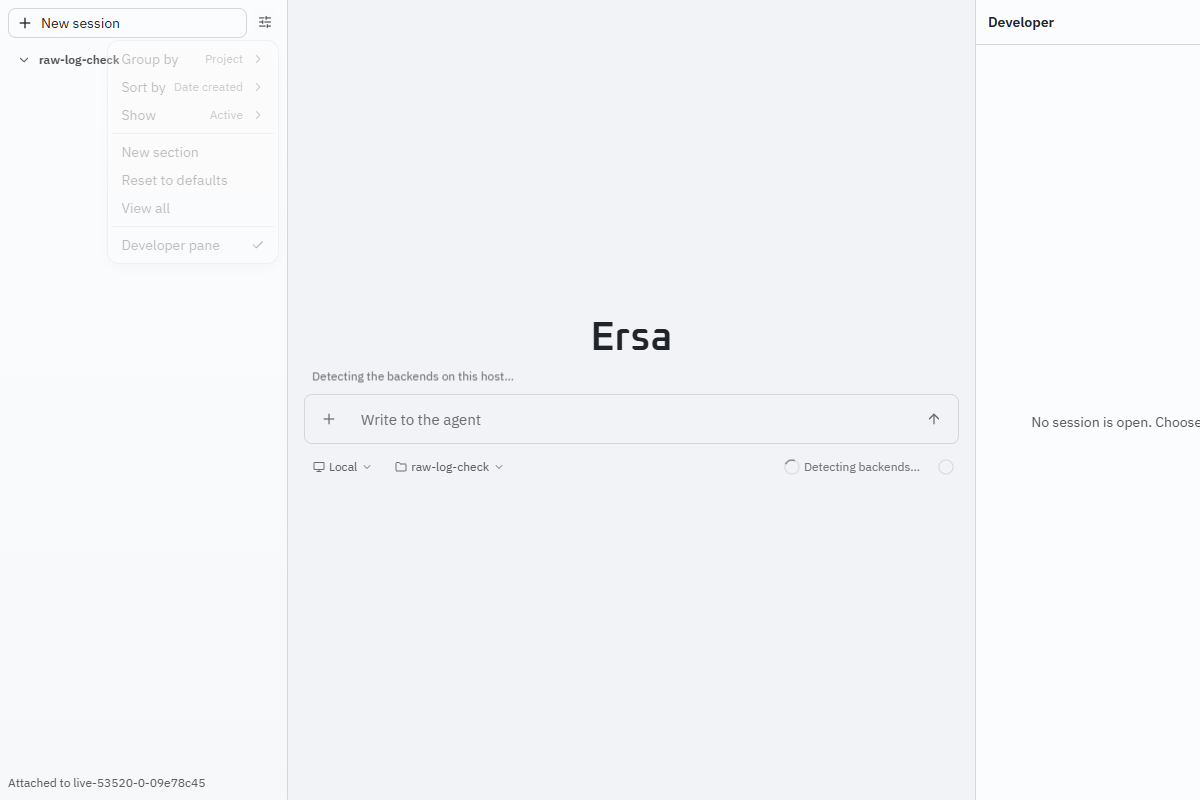 New session
raw-log-check
Group by Project
Sort by Date created
Show Active
New section
Reset to defaults
View all
Developer pane
Attached to live-53520-0-09e78c45
Ersa
Detecting the backends on this host...
Write to the agent
Local raw-log-check Detecting backends...
Developer
No session is open. Choose